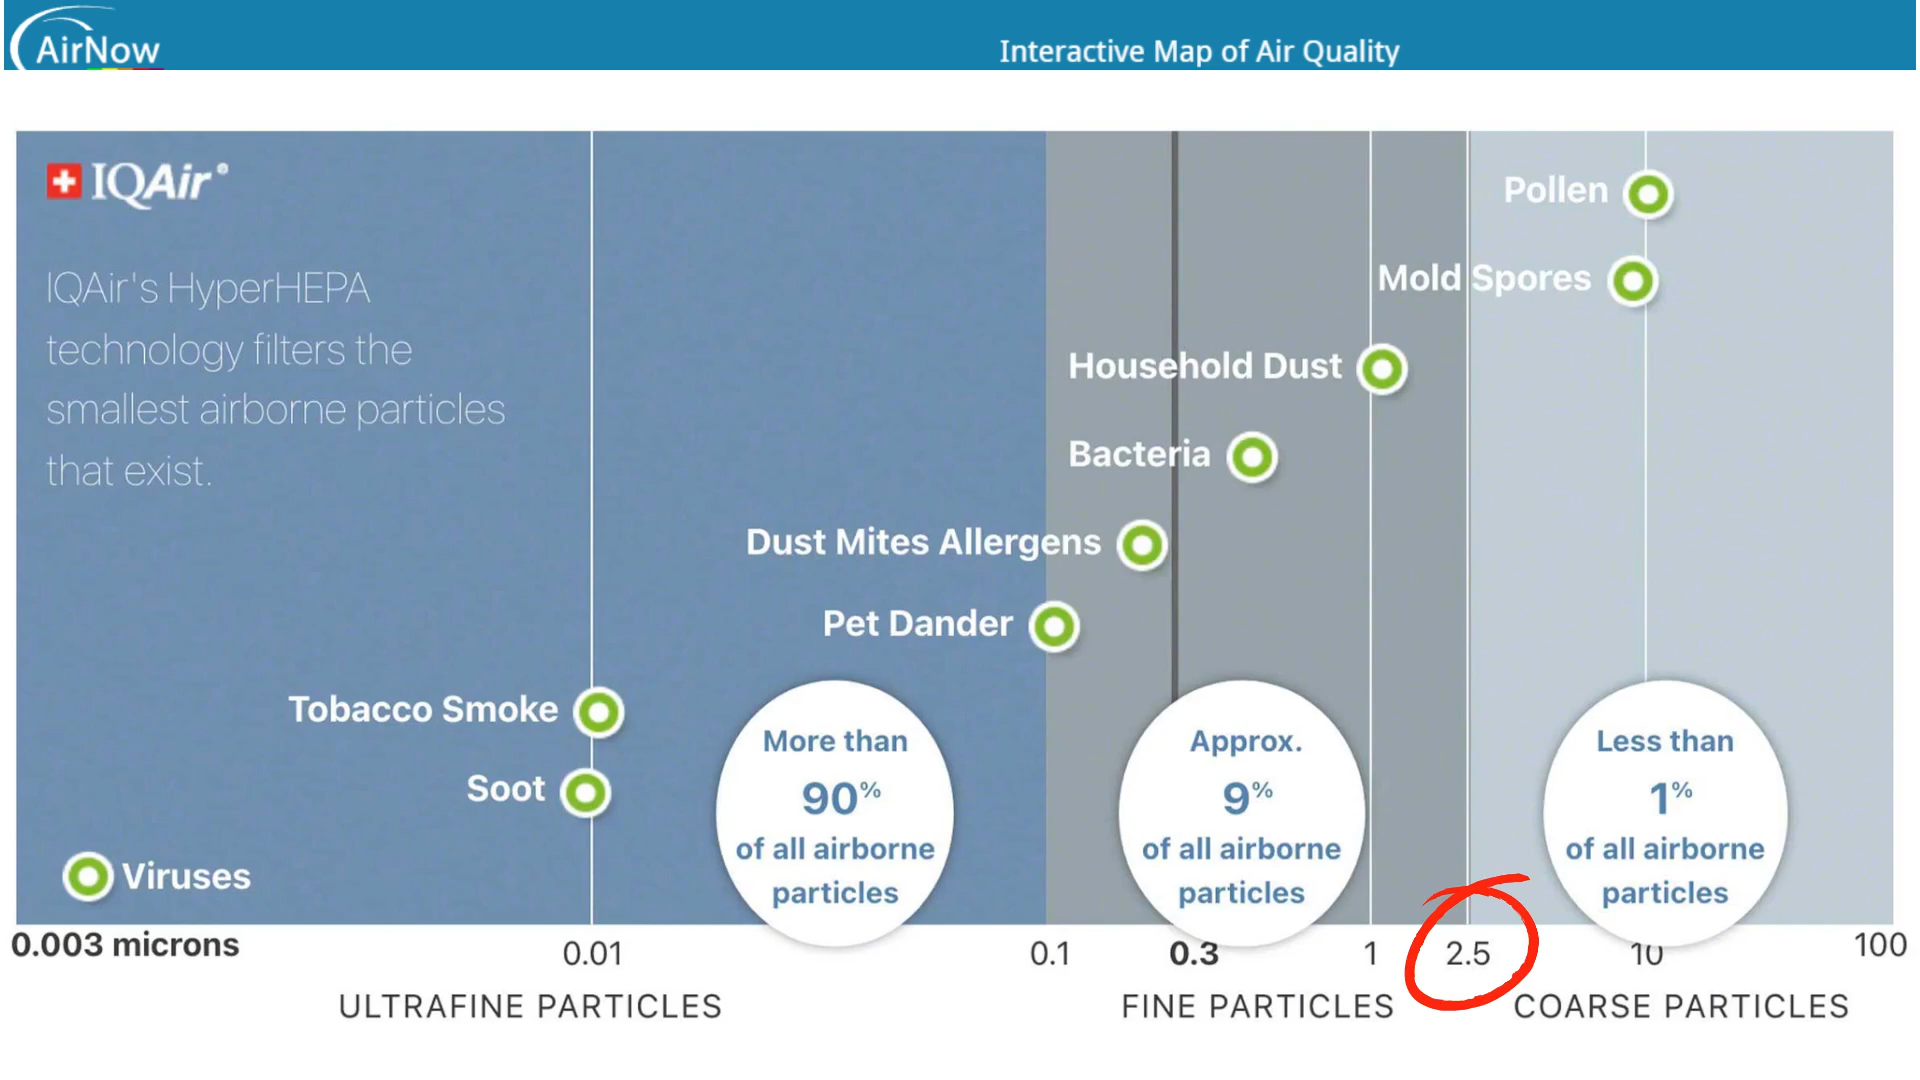 AirNow
Interactive Map of Air Quality
IQAir®
IQAir's HyperHEPA
technology filters the
smallest airborne particles
that exist.
Pollen
Mold Spores
Household Dust
Bacteria
Dust Mites Allergens
Pet Dander
Tobacco Smoke
Soot
Viruses
More than
90%
of all airborne
particles
Approx.
9%
of all airborne
particles
Less than
1%
of all airborne
particles
0.003 microns 0.01 0.1 0.3 1 2.5 10 100
ULTRAFINE PARTICLES FINE PARTICLES COARSE PARTICLES